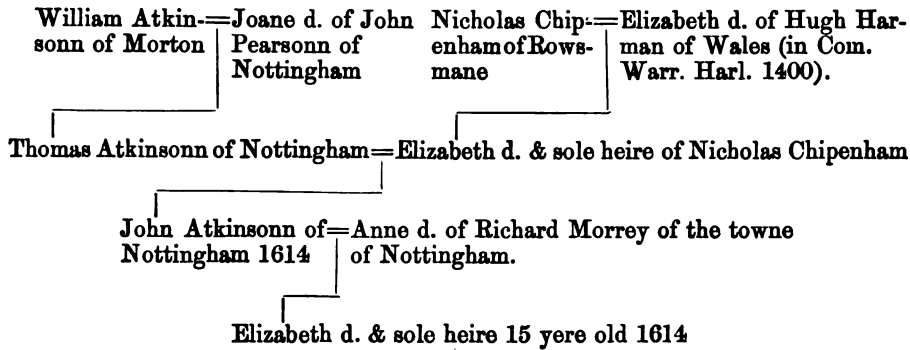 William Atkin-=Joane d. of John
sonn of Morton
Pearsonn of
Nottingham
Nicholas Chip-=Elizabeth d. of Hugh Har-
enham of Rows-
mane
man of Wales (in Com.
Warr. Harl. 1400).
Thomas Atkinsonn of Nottingham=Elizabeth d. & sole heire of Nicholas Chipenham
John Atkinsonn of=Anne d. of Richard Morrey of the towne
Nottingham 1614
of Nottingham.
Elizabeth d. & sole heire 15 yere old 1614